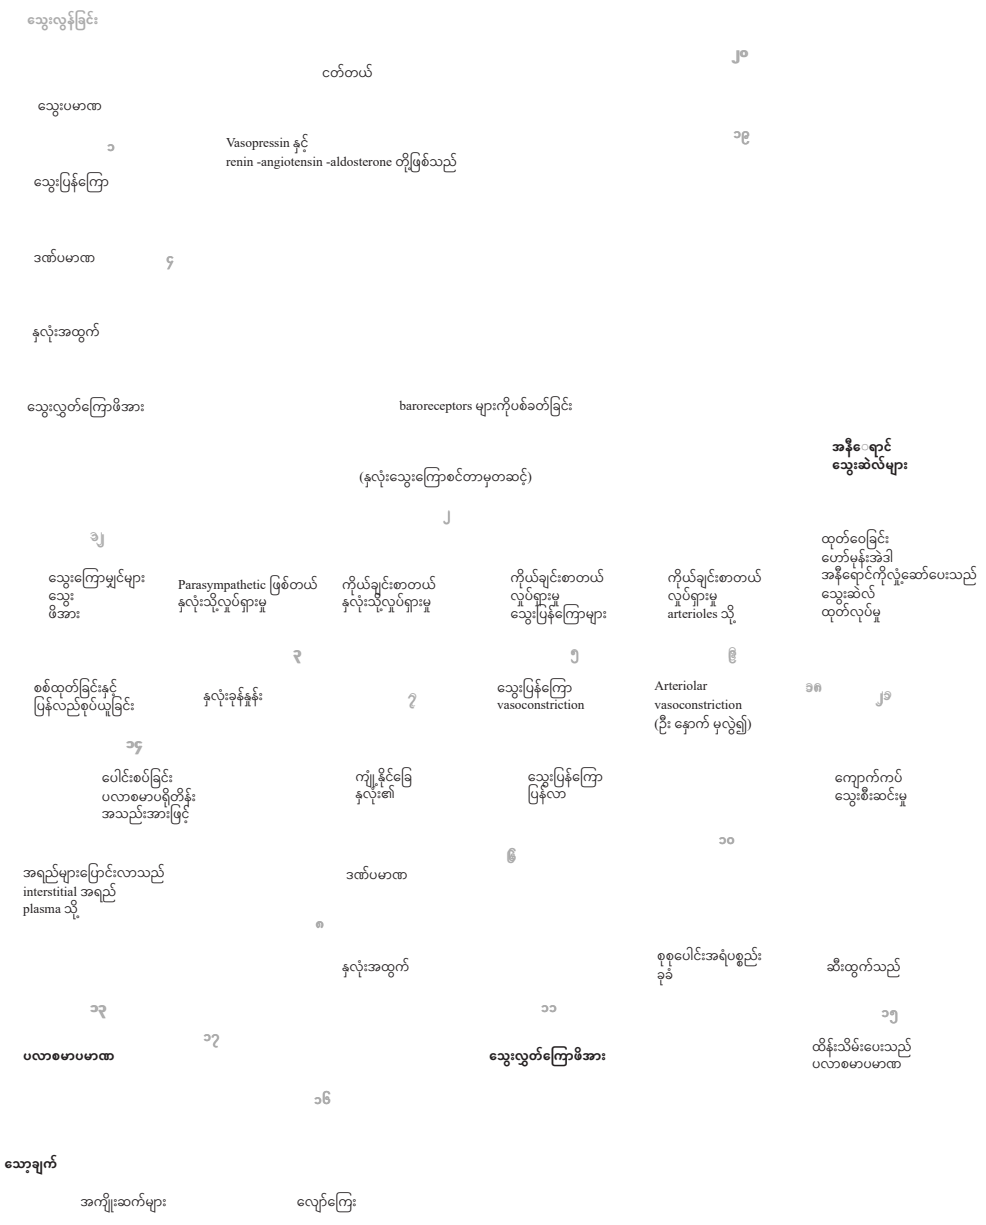 သွေးလွန်ခြင်း
၂၀
ငတ်တယ်
သွေးပမာဏ
၁
Vasopressin နှင့်
renin -angiotensin -aldosterone တို့ဖြစ်သည်
၁၉
သွေးပြန်ကြော
ဒဏ်ပမာဏ
၄
နှလုံးအထွက်
သွေးလွှတ်ကြောဖိအား
baroreceptors များကိုပစ်ခတ်ခြင်း
အနီေရောင်
သွေးဆဲလ်များ
(နှလုံးသွေးကြောစင်တာမှတဆင့်)
၂
၁၂
သွေးကြောမျှင်များ
သွေး
ဖိအား
Parasympathetic ဖြစ်တယ်
နှလုံးသို့လှုပ်ရှားမှု
ကိုယ်ချင်းစာတယ်
နှလုံးသို့လှုပ်ရှားမှု
ကိုယ်ချင်းစာတယ်
လှုပ်ရှားမှု
သွေးပြန်ကြောများ
ကိုယ်ချင်းစာတယ်
လှုပ်ရှားမှု
arterioles သို့
ထုတ်ဝေခြင်း
ဟော်မုန်းအဲဒါ
အနီရောင်ကိုလှုံ့ဆော်ပေးသည်
သွေးဆဲလ်
ထုတ်လုပ်မှု
၃
၅
၉
စစ်ထုတ်ခြင်းနှင့်
ပြန်လည်စုပ်ယူခြင်း
နှလုံးခုန်နှုန်း
၇
သွေးပြန်ကြော
vasoconstriction
Arteriolar
vasoconstriction
(ဦး နှောက် မှလွဲ၍)
၁၈
၂၁
၁၄
ပေါင်းစပ်ခြင်း
ပလာစမာပရိုတိန်း
အသည်းအားဖြင့်
ကျုံ့နိုင်ခြေ
နှလုံး၏
သွေးပြန်ကြော
ပြန်လာ
ကျောက်ကပ်
သွေးစီးဆင်းမှု
၆
၁၀
အရည်များပြောင်းလာသည်
interstitial အရည်
plasma သို့
ဒဏ်ပမာဏ
၈
နှလုံးအထွက်
စုစုပေါင်းအရံပစ္စည်း
ခုခံ
ဆီးထွက်သည်
၁၃
၁၁
၁၅
၁၇
ပလာစမာပမာဏ
သွေးလွှတ်ကြောဖိအား
ထိန်းသိမ်းပေးသည်
ပလာစမာပမာဏ
၁၆
သော့ချက်
အကျိုးဆက်များ
လျော်ကြေး